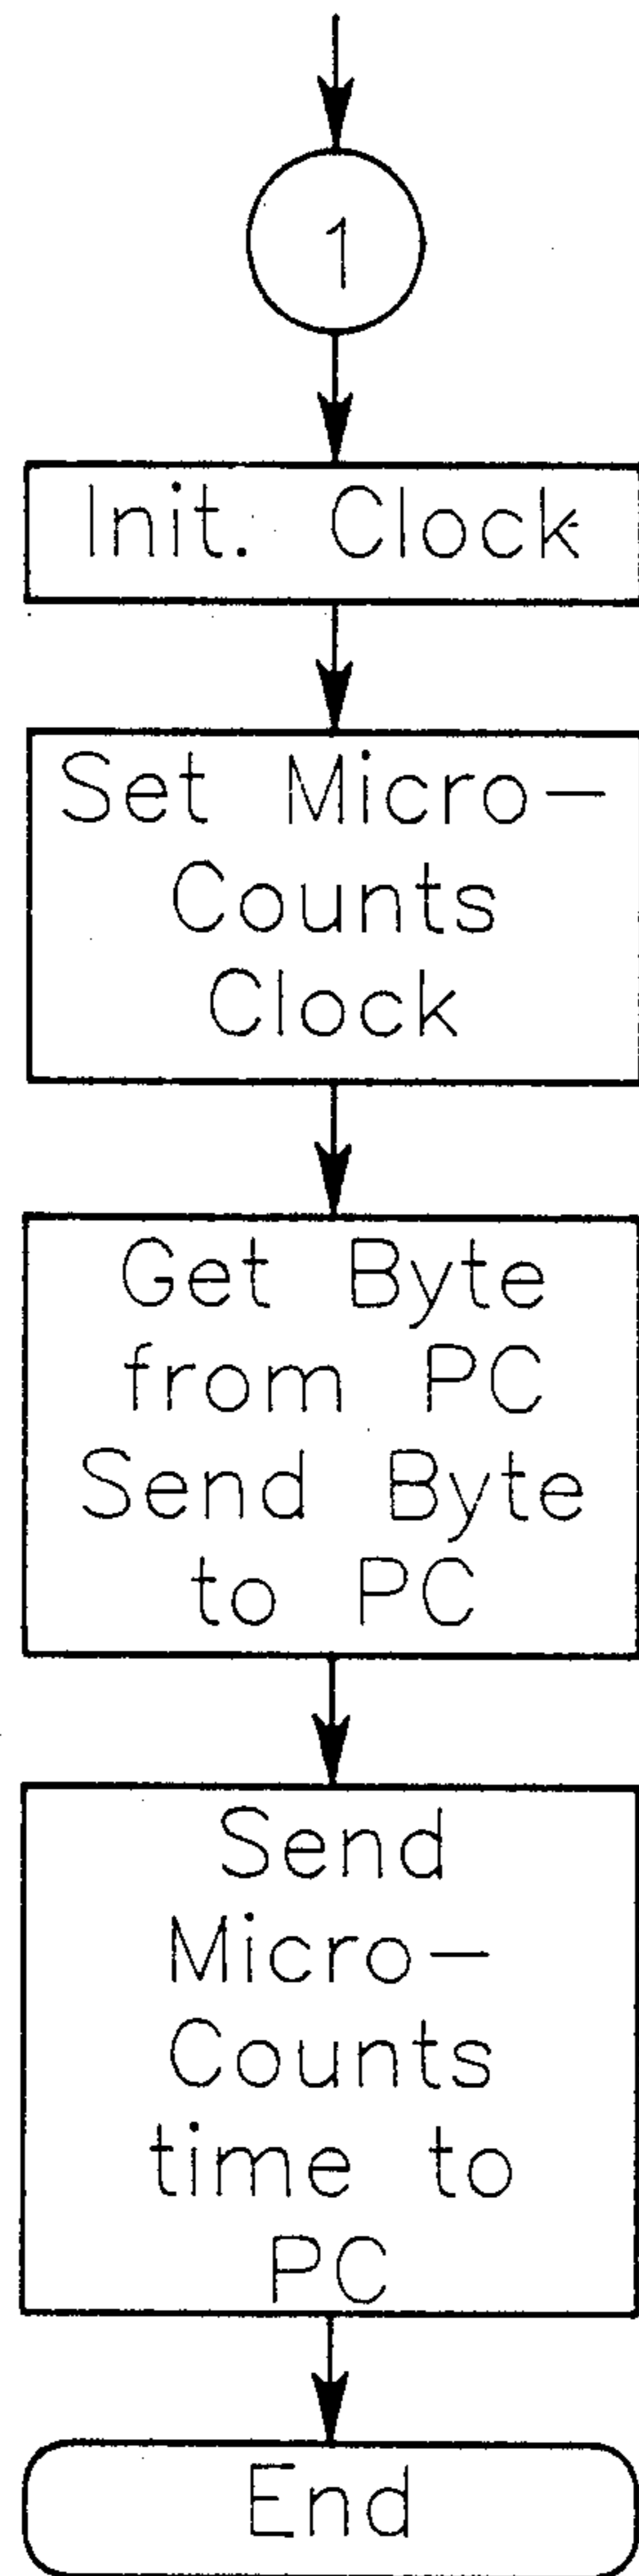 1
Init. Clock
Set Micro-
Counts
Clock
Get Byte
from PC
Send Byte
to PC
Send
Micro-
Counts
time to
PC
End